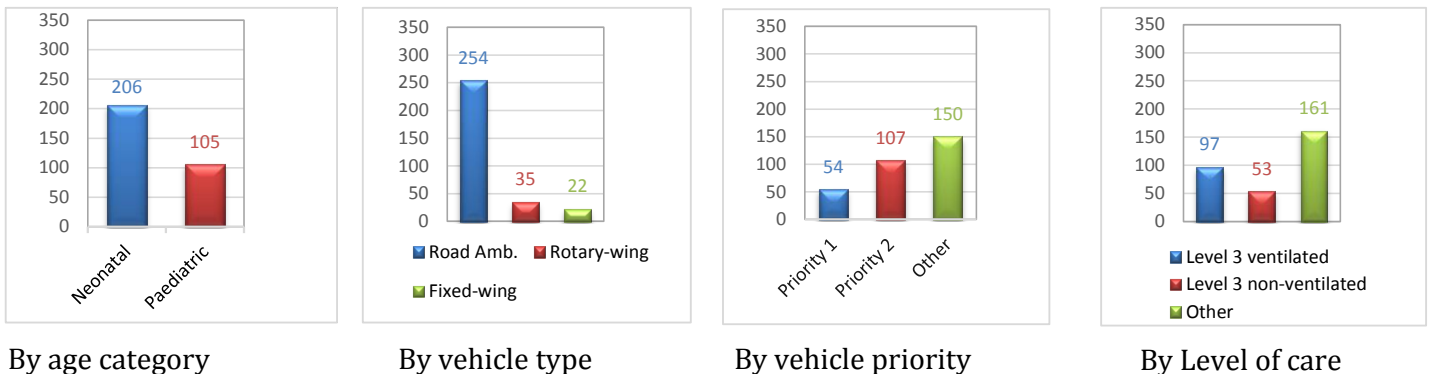 350
300
250
200
150
100
50
0
206
105
Neonatal
Paediatric
By age category
350
300
250
200
150
100
50
0
254
35
22
Road Amb.
Rotary-wing
Fixed-wing
By vehicle type
350
300
250
200
150
100
50
0
54
107
150
Priority 1
Priority 2
Other
By vehicle priority
350
300
250
200
150
100
50
0
97
53
161
Level 3 ventilated
Level 3 non-ventilated
Other
By Level of care